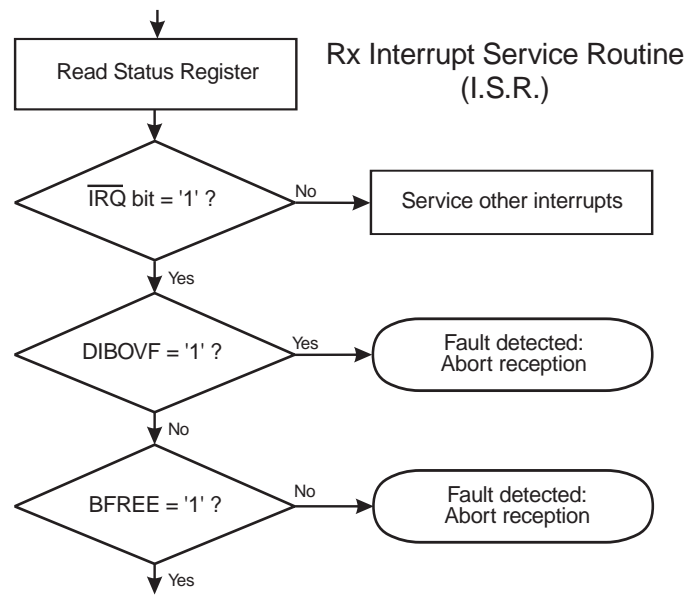 Rx Interrupt Service Routine
(I.S.R.)
Read Status Register
I̅R̅Q̅ bit = '1' ?
No
Service other interrupts
Yes
DIBOVF = '1' ?
Yes
Fault detected:
Abort reception
No
BFREE = '1' ?
No
Fault detected:
Abort reception
Yes